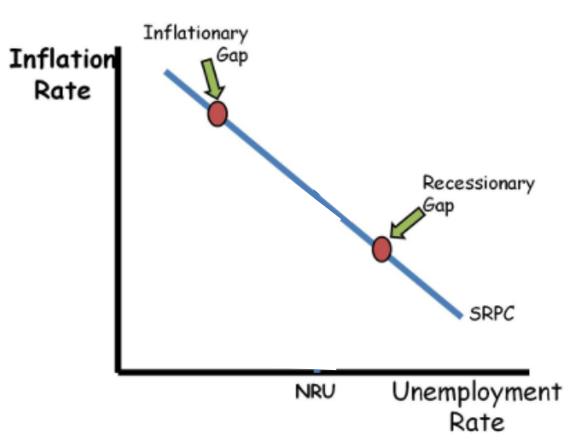 Inflationary
Gap
Inflation
Rate
Recessionary
Gap
SRPC
NRU
Unemployment
Rate